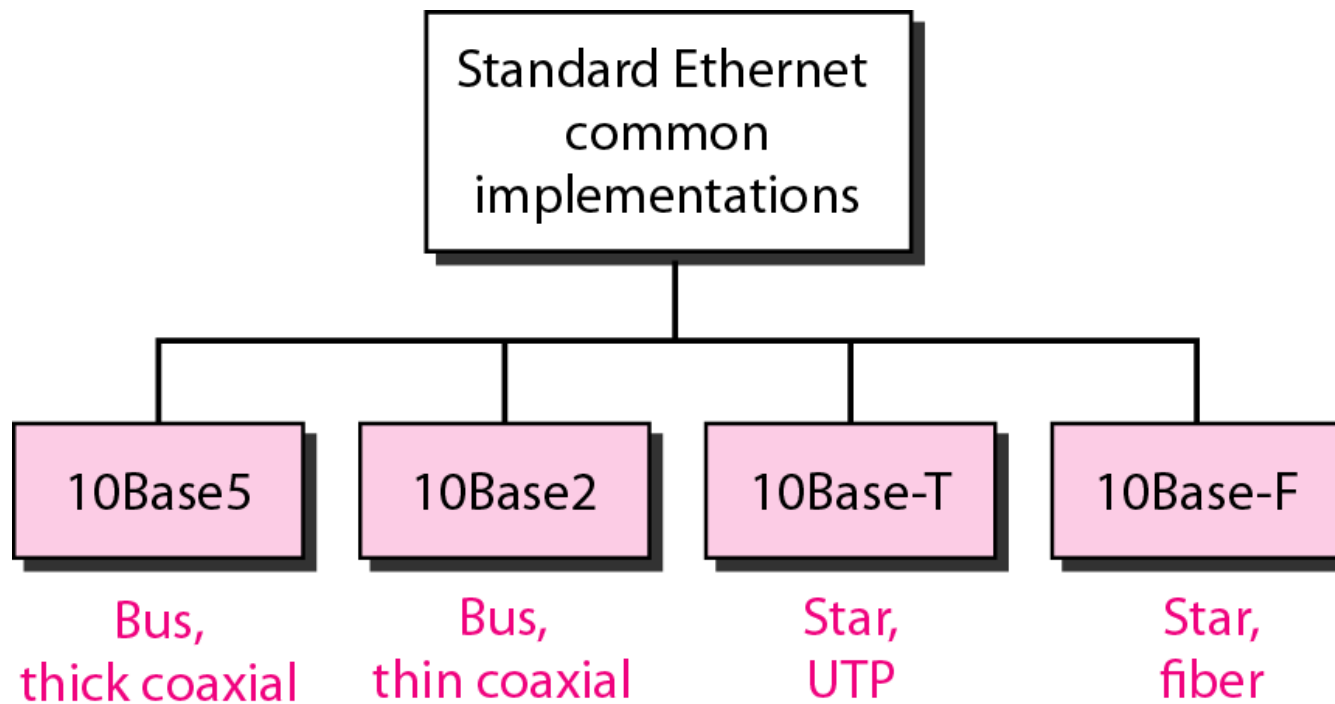 Standard Ethernet
common
implementations
10Base5
10Base2
10Base-T
10Base-F
Bus,
thick coaxial
Bus,
thin coaxial
Star,
UTP
Star,
fiber